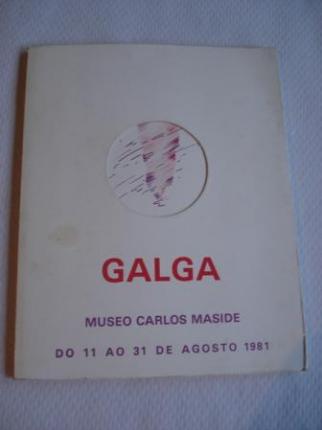 GALGA
MUSEO CARLOS MASIDE
DO 11 AO 31 DE AGOSTO 1981